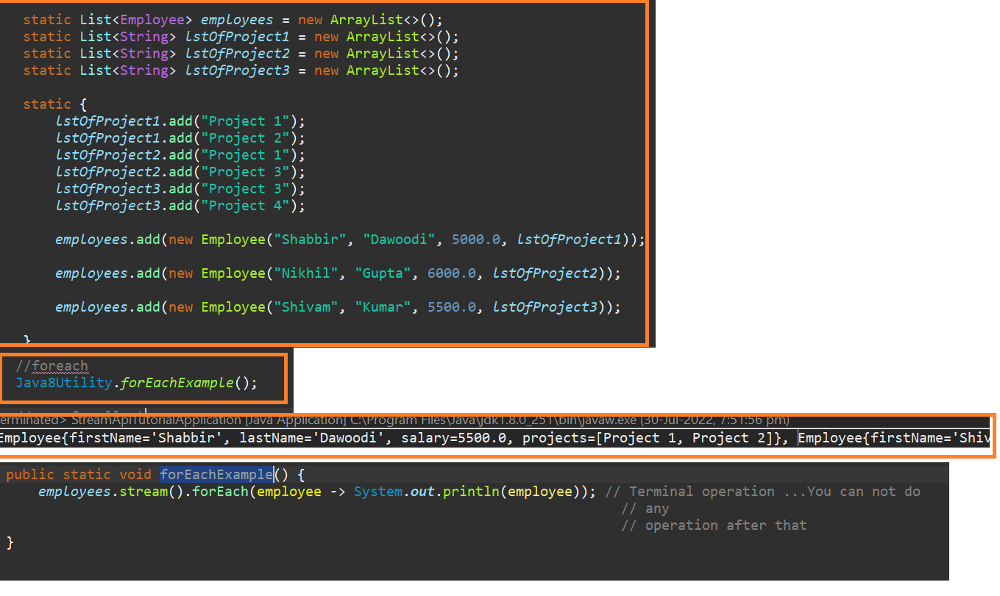 static List<Employee> employees = new ArrayList<>();
static List<String> lstOfProject1 = new ArrayList<>();
static List<String> lstOfProject2 = new ArrayList<>();
static List<String> lstOfProject3 = new ArrayList<>();
static {
lstOfProject1.add("Project 1");
lstOfProject1.add("Project 2");
lstOfProject2.add("Project 1");
lstOfProject2.add("Project 3");
lstOfProject3.add("Project 3");
lstOfProject3.add("Project 4");
employees.add(new Employee("Shabbir", "Dawoodi", 5000.0, lstOfProject1));
employees.add(new Employee("Nikhil", "Gupta", 6000.0, lstOfProject2));
employees.add(new Employee("Shivam", "Kumar", 5500.0, lstOfProject3));
}
//foreach
Java8Utility.forEachExample();
erminated> StreamApiTutorialApplication [Java Application] C:\Program Files\Java\jdk1.8.0_251\bin\javaw.exe (30-Jul-2022, 7:51:56 pm)
Employee{firstName='Shabbir', lastName='Dawoodi', salary=5500.0, projects=[Project 1, Project 2]}, Employee{firstName='Shiv
public static void forEachExample() {
employees.stream().forEach(employee -> System.out.println(employee)); // Terminal operation ...You can not do
// any
// operation after that
}